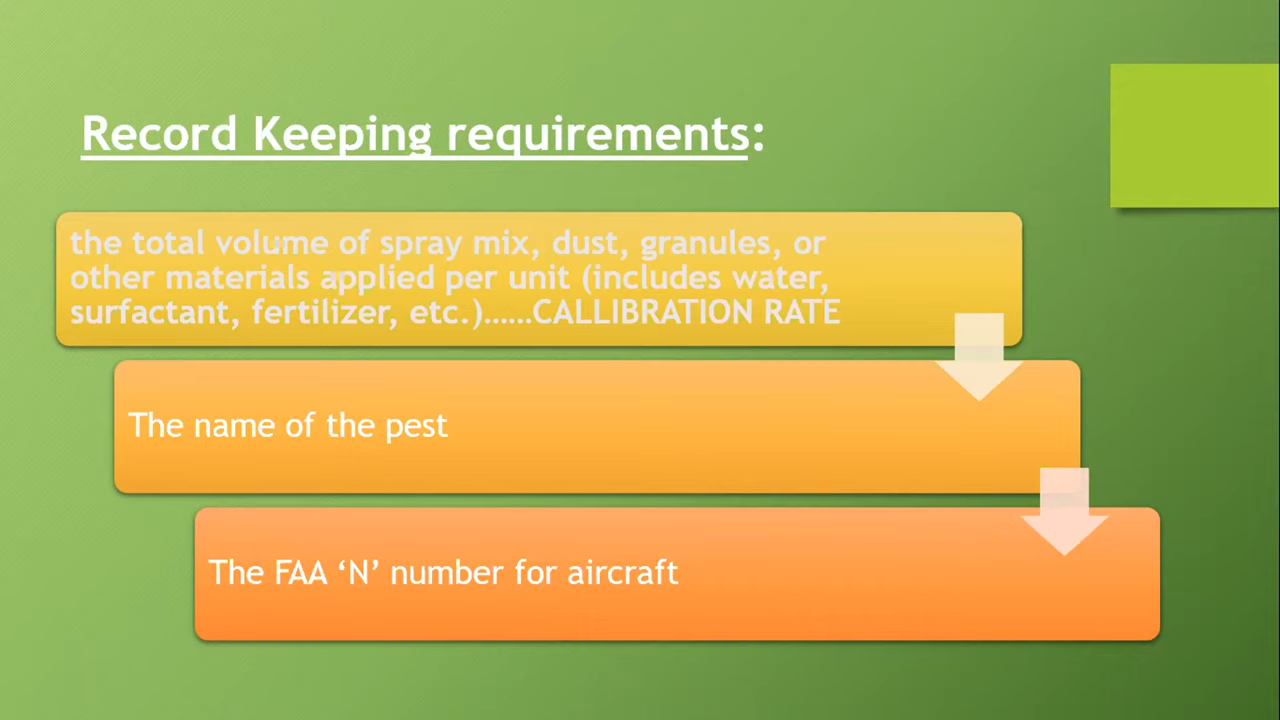 Record Keeping requirements:
the total volume of spray mix, dust, granules, or
other materials applied per unit (includes water,
surfactant, fertilizer, etc.)……CALLIBRATION RATE
The name of the pest
The FAA ‘N’ number for aircraft